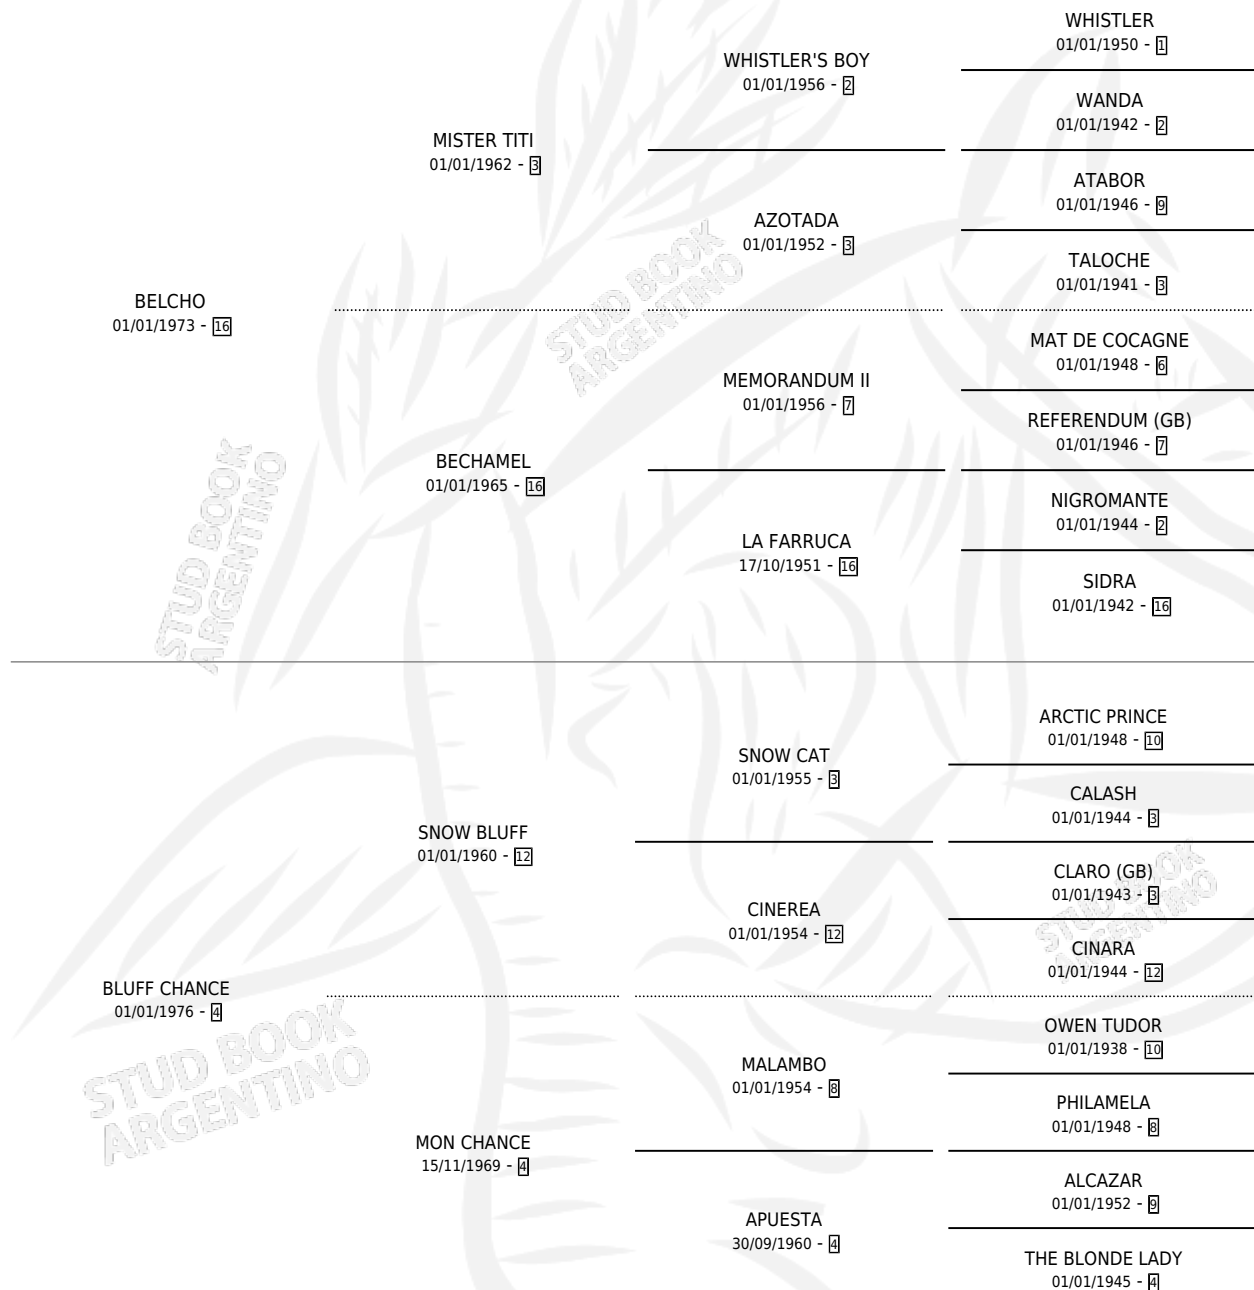 WHISTLER
01/01/1950 - 1
WHISTLER'S BOY
01/01/1956 - 2
WANDA
01/01/1942 - 2
MISTER TITI
01/01/1962 - 3
ATABOR
01/01/1946 - 9
AZOTADA
01/01/1952 - 3
TALOCHE
01/01/1941 - 3
BELCHO
01/01/1973 - 16
MAT DE COCAGNE
01/01/1948 - 6
MEMORANDUM II
01/01/1956 - 7
REFERENDUM (GB)
01/01/1946 - 7
BECHAMEL
01/01/1965 - 16
NIGROMANTE
01/01/1944 - 2
LA FARRUCA
17/10/1951 - 16
SIDRA
01/01/1942 - 16
STUD BOOK
ARGENTINO
STUD BOOK
ARGENTINO
ARCTIC PRINCE
01/01/1948 - 10
SNOW CAT
01/01/1955 - 3
CALASH
01/01/1944 - 3
SNOW BLUFF
01/01/1960 - 12
CLARO (GB)
01/01/1943 - 3
CINEREA
01/01/1954 - 12
CINARA
01/01/1944 - 12
BLUFF CHANCE
01/01/1976 - 4
OWEN TUDOR
01/01/1938 - 10
MALAMBO
01/01/1954 - 8
PHILAMELA
01/01/1948 - 8
MON CHANCE
15/11/1969 - 4
ALCAZAR
01/01/1952 - 9
APUESTA
30/09/1960 - 4
THE BLONDE LADY
01/01/1945 - 4
STUD BOOK
ARGENTINO
STUD BOOK
ARGENTINO